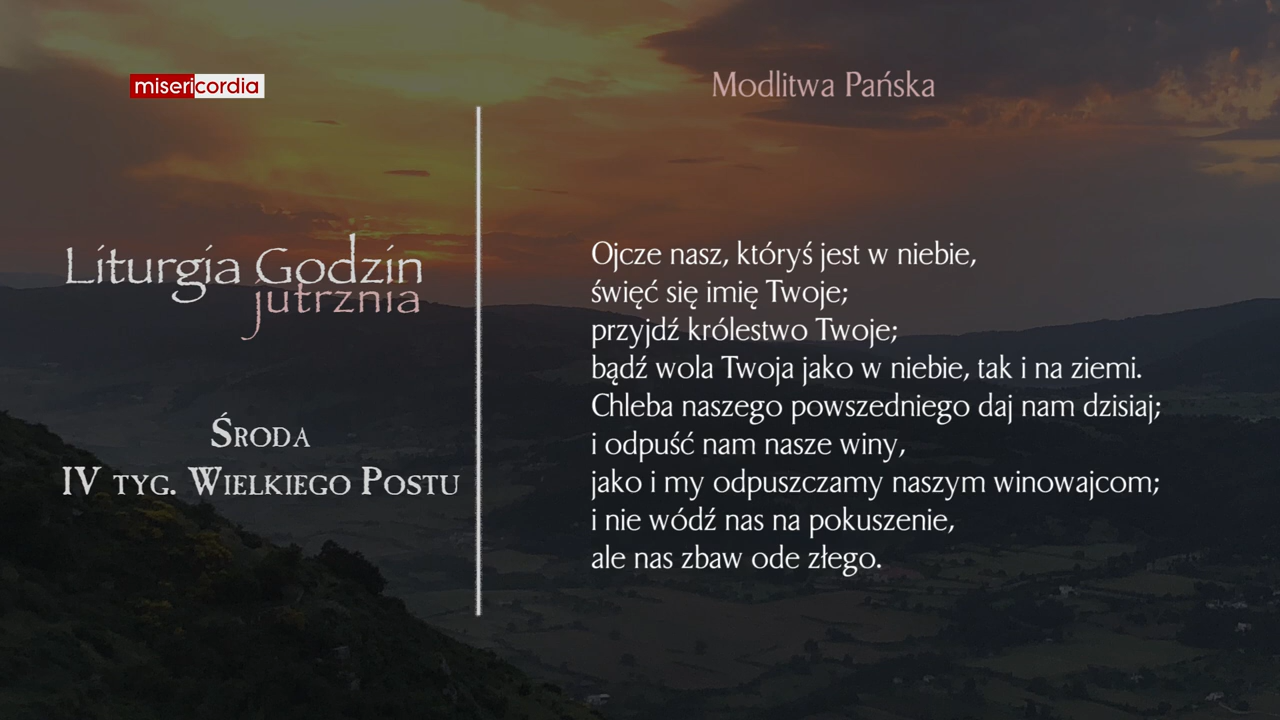 misericordia
Liturgia Godzin
jutrznia
Środa
IV tyg. Wielkiego Postu
Modlitwa Pańska
Ojcze nasz, któryś jest w niebie,
święć się imię Twoje;
przyjdź królestwo Twoje;
bądź wola Twoja jako w niebie, tak i na ziemi.
Chleba naszego powszedniego daj nam dzisiaj;
i odpuść nam nasze winy,
jako i my odpuszczamy naszym winowajcom;
i nie wódź nas na pokuszenie,
ale nas zbaw ode złego.